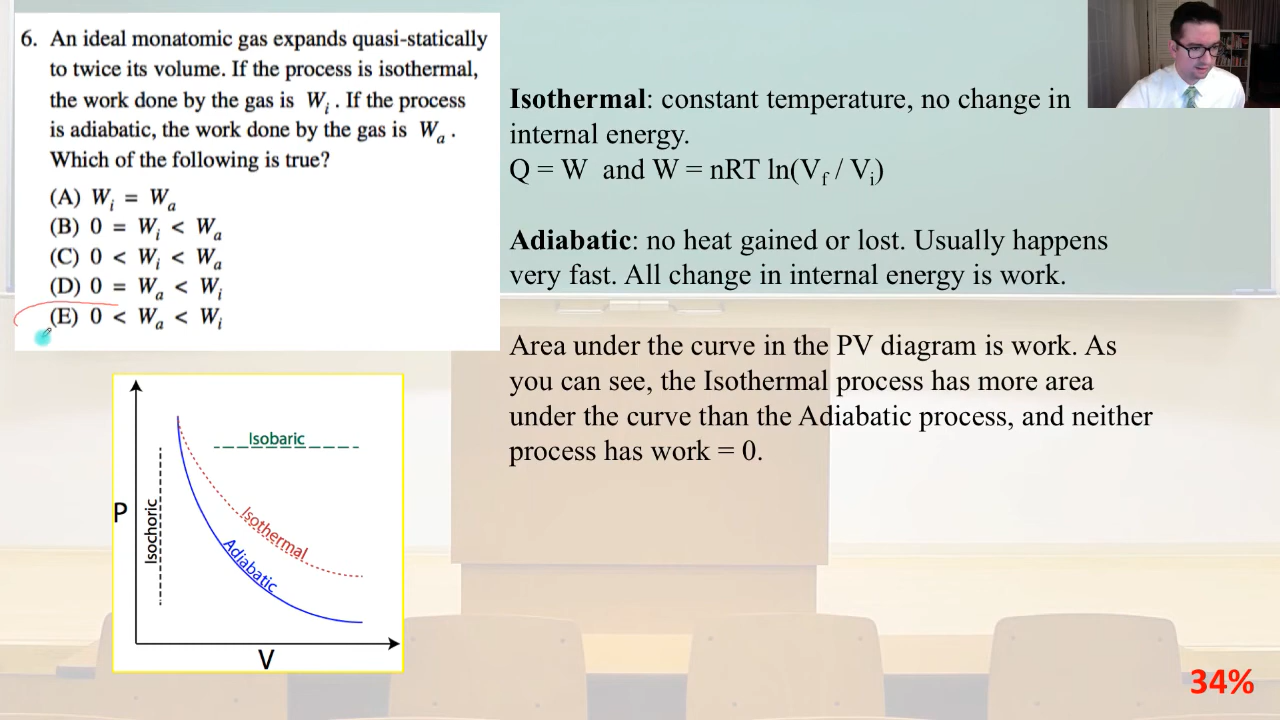 6. An ideal monatomic gas expands quasi-statically
to twice its volume. If the process is isothermal,
the work done by the gas is Wᵢ . If the process
is adiabatic, the work done by the gas is Wₐ .
Which of the following is true?
(A) Wᵢ = Wₐ
(B) 0 = Wᵢ < Wₐ
(C) 0 < Wᵢ < Wₐ
(D) 0 = Wₐ < Wᵢ
(E) 0 < Wₐ < Wᵢ
Isothermal: constant temperature, no change in
internal energy.
Q = W and W = nRT ln(V_f / V_i)
Adiabatic: no heat gained or lost. Usually happens
very fast. All change in internal energy is work.
Area under the curve in the PV diagram is work. As
you can see, the Isothermal process has more area
under the curve than the Adiabatic process, and neither
process has work = 0.
Isobaric
Isochoric
Isothermal
Adiabatic
P
V
34%